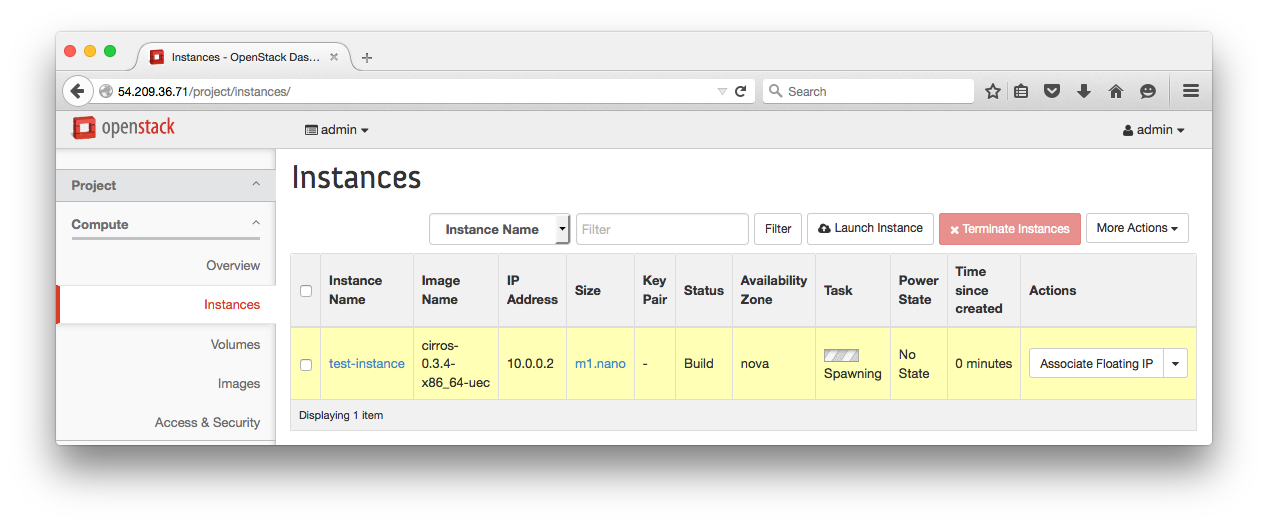 Instances - OpenStack Das...
54.209.36.71/project/instances/
Search
openstack
admin
admin
Project
Compute
Overview
Instances
Volumes
Images
Access & Security
Instances
Instance Name
Filter
Filter
Launch Instance
Terminate Instances
More Actions
Instance Name
Image Name
IP Address
Size
Key Pair
Status
Availability Zone
Task
Power State
Time since created
Actions
test-instance
cirros-
0.3.4-
x86_64-uec
10.0.0.2
m1.nano
-
Build
nova
Spawning
No State
0 minutes
Associate Floating IP
Displaying 1 item